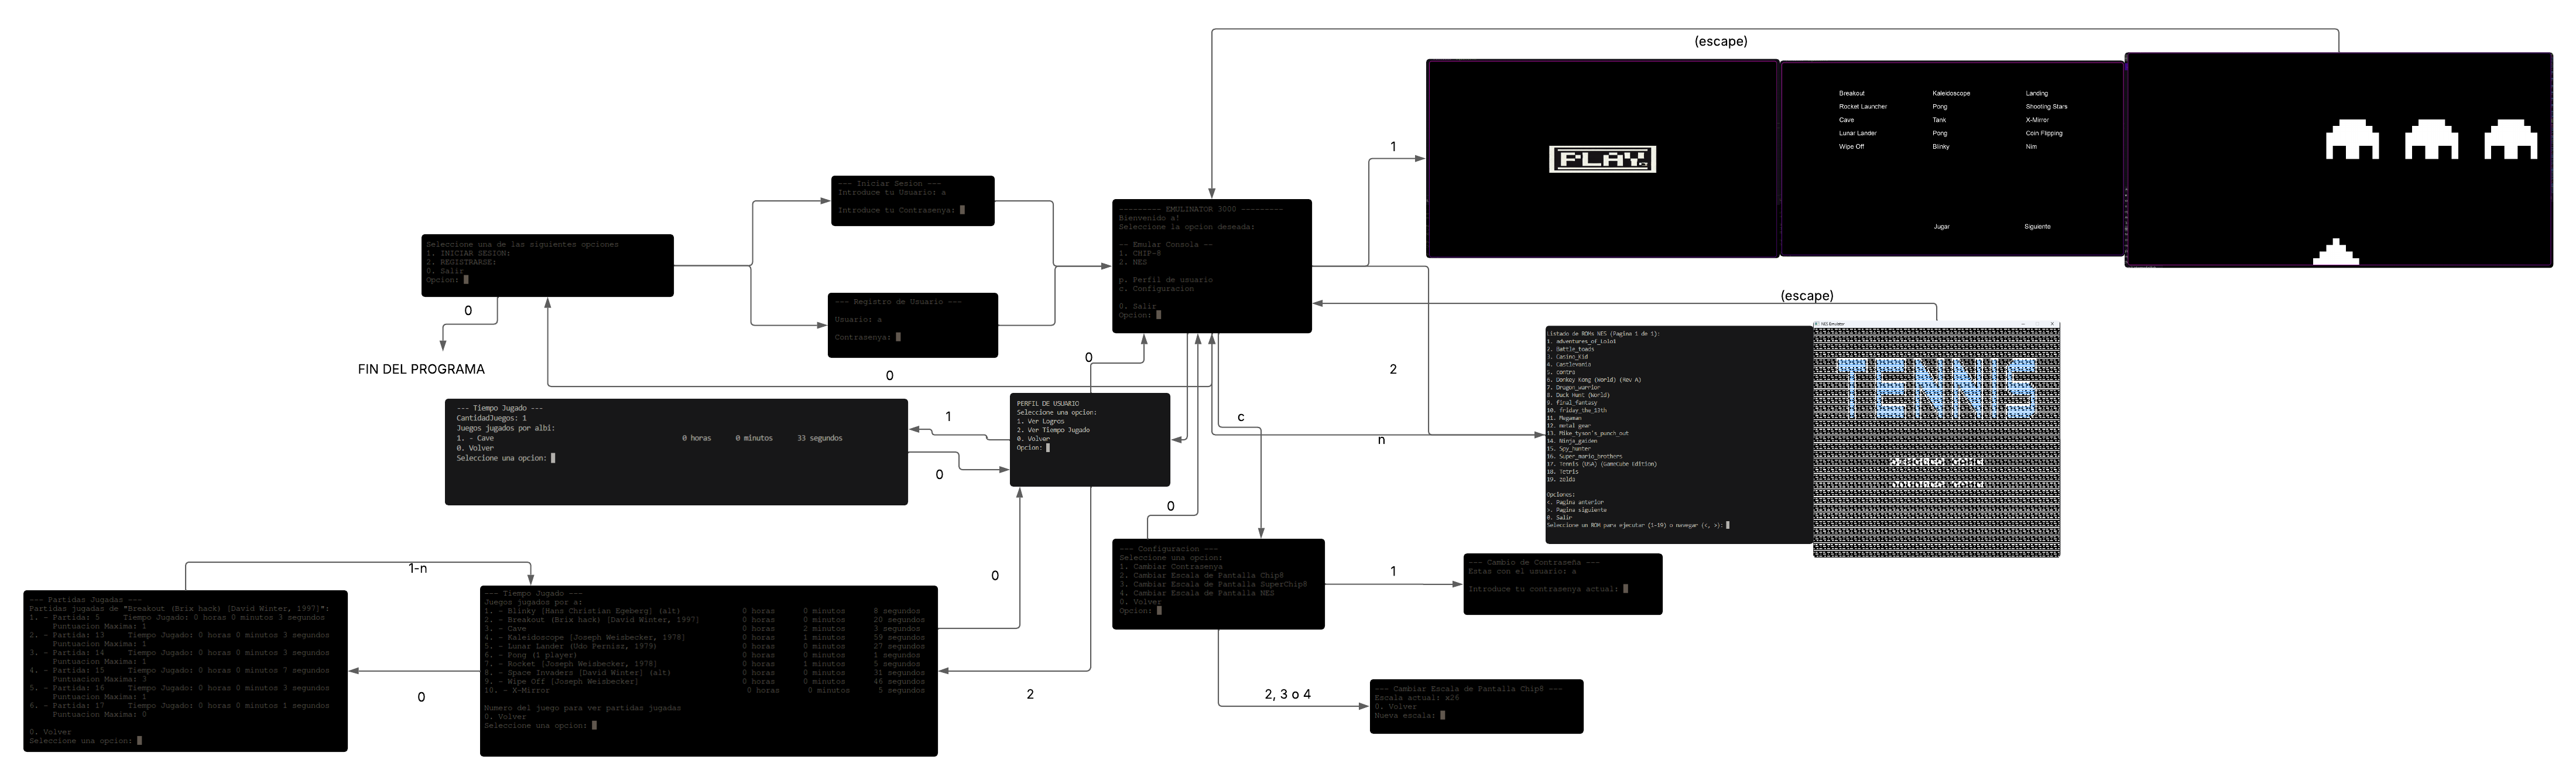 (escape)
1
PLAY
Breakout Kaleidoscope Landing
Rocket Launcher Pong Shooting Stars
Cave Tank X-Mirror
Lunar Lander Pong Coin Flipping
Wipe Off Blinky Nim
Jugar Siguiente
--- Iniciar Sesion ---
Introduce tu Usuario: a
Introduce tu Contrasenya:
Seleccione una de las siguientes opciones
1. INICIAR SESION:
2. REGISTRARSE:
0. Salir
Opcion:
--- Registro de Usuario ---
Usuario: a
Contrasenya:
--------- EMULINATOR 3000 ---------
Bienvenido a!
Seleccione la opcion deseada:
-- Emular Consola --
1. CHIP-8
2. NES
p. Perfil de usuario
c. Configuracion
0. Salir
Opcion:
(escape)
0
FIN DEL PROGRAMA
0
0
2
c
n
Listado de ROMs NES (Pagina 1 de 1):
1. adventures_of_Lolo1
2. Battle_toads
3. Casino_Kid
4. Castlevania
5. contra
6. Donkey Kong (World) (Rev A)
7. Dragon_warrior
8. Duck Hunt (World)
9. final_fantasy
10. friday_the_13th
11. Megaman
12. metal_gear
13. Mike_tyson's_punch_out
14. Ninja_gaiden
15. Spy_hunter
16. Super_mario_brothers
17. Tennis (USA) (GameCube Edition)
18. Tetris
19. zelda
Opciones:
<. Pagina anterior
>. Pagina siguiente
0. Salir
Seleccione un ROM para ejecutar (1-19) o navegar (<, >):
NES Emulator
TENNIS
--- Tiempo Jugado ---
CantidadJuegos: 1
Juegos jugados por albi:
1. - Cave 0 horas 0 minutos 33 segundos
0. Volver
Seleccione una opcion:
1
0
PERFIL DE USUARIO
Seleccione una opcion:
1. Ver Logros
2. Ver Tiempo Jugado
0. Volver
Opcion:
0
--- Configuracion ---
Seleccione una opcion:
1. Cambiar Contrasenya
2. Cambiar Escala de Pantalla Chip8
3. Cambiar Escala de Pantalla SuperChip8
4. Cambiar Escala de Pantalla NES
0. Volver
Opcion:
1
--- Cambio de Contraseña ---
Estas con el usuario: a
Introduce tu contrasenya actual:
1-n
0
--- Partidas Jugadas ---
Partidas jugadas de "Breakout (Brix hack) [David Winter, 1997]":
1. - Partida: 5 Tiempo Jugado: 0 horas 0 minutos 3 segundos
Puntuacion Maxima: 1
2. - Partida: 13 Tiempo Jugado: 0 horas 0 minutos 3 segundos
Puntuacion Maxima: 1
3. - Partida: 14 Tiempo Jugado: 0 horas 0 minutos 3 segundos
Puntuacion Maxima: 1
4. - Partida: 15 Tiempo Jugado: 0 horas 0 minutos 7 segundos
Puntuacion Maxima: 3
5. - Partida: 16 Tiempo Jugado: 0 horas 0 minutos 3 segundos
Puntuacion Maxima: 1
6. - Partida: 17 Tiempo Jugado: 0 horas 0 minutos 1 segundos
Puntuacion Maxima: 0
0. Volver
Seleccione una opcion:
0
--- Tiempo Jugado ---
Juegos jugados por a:
1. - Blinky [Hans Christian Egeberg] (alt) 0 horas 0 minutos 8 segundos
2. - Breakout (Brix hack) [David Winter, 1997] 0 horas 0 minutos 20 segundos
3. - Cave 0 horas 2 minutos 3 segundos
4. - Kaleidoscope [Joseph Weisbecker, 1978] 0 horas 1 minutos 59 segundos
5. - Lunar Lander (Udo Pernisz, 1979) 0 horas 0 minutos 27 segundos
6. - Pong (1 player) 0 horas 0 minutos 1 segundos
7. - Rocket [Joseph Weisbecker, 1978] 0 horas 1 minutos 5 segundos
8. - Space Invaders [David Winter] (alt) 0 horas 0 minutos 31 segundos
9. - Wipe Off [Joseph Weisbecker] 0 horas 0 minutos 46 segundos
10. - X-Mirror 0 horas 0 minutos 5 segundos
Numero del juego para ver partidas jugadas
0. Volver
Seleccione una opcion:
2
2, 3 o 4
--- Cambiar Escala de Pantalla Chip8 ---
Escala actual: x26
0. Volver
Nueva escala: